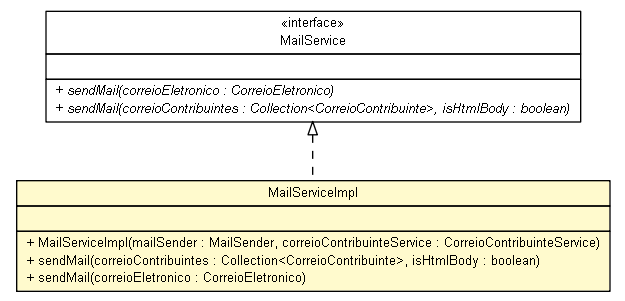 «interface»
MailService
+ sendMail(correioEletronico : CorreioEletronico)
+ sendMail(correioContribuintes : Collection<CorreioContribuinte>, isHtmlBody : boolean)
MailServiceImpl
+ MailServiceImpl(mailSender : MailSender, correioContribuinteService : CorreioContribuinteService)
+ sendMail(correioContribuintes : Collection<CorreioContribuinte>, isHtmlBody : boolean)
+ sendMail(correioEletronico : CorreioEletronico)